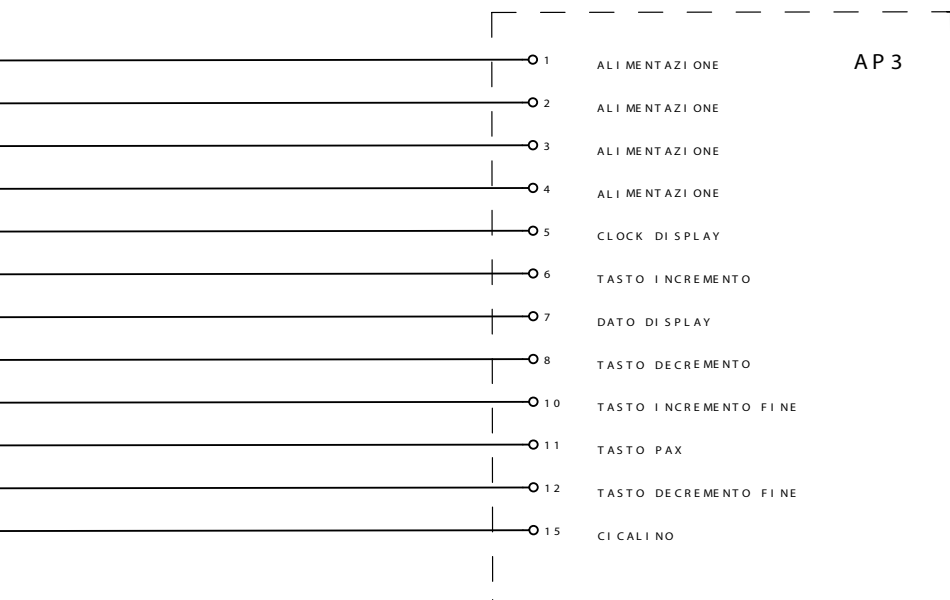 1 ALIMENTAZIONE AP3
2 ALIMENTAZIONE
3 ALIMENTAZIONE
4 ALIMENTAZIONE
5 CLOCK DISPLAY
6 TASTO INCREMENTO
7 DATO DISPLAY
8 TASTO DECREMENTO
10 TASTO INCREMENTO FINE
11 TASTO PAX
12 TASTO DECREMENTO FINE
15 CICALINO